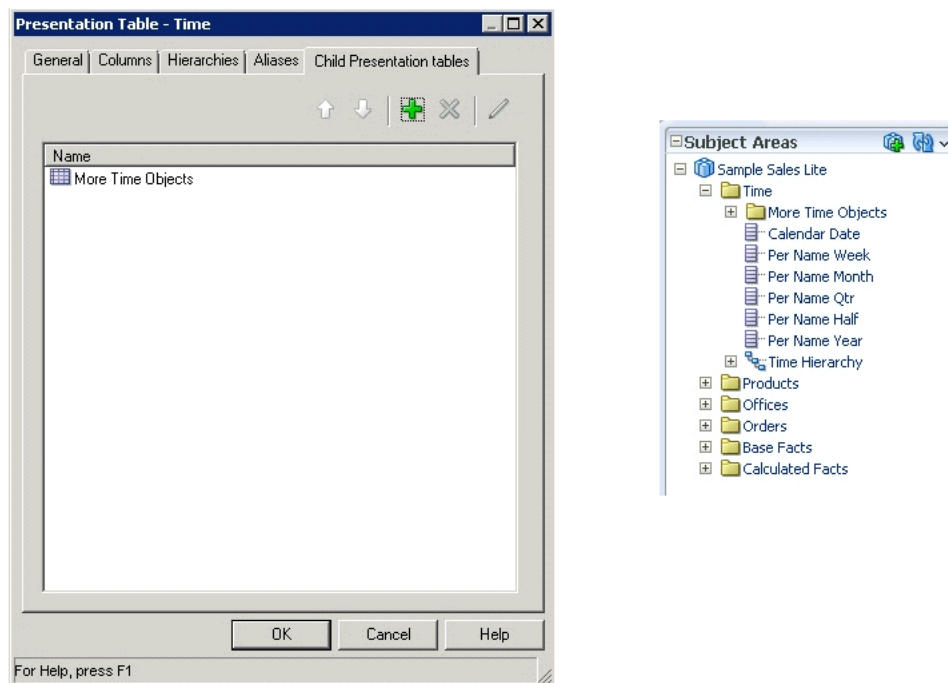 Presentation Table - Time
General
Columns
Hierarchies
Aliases
Child Presentation tables
Name
More Time Objects
OK
Cancel
Help
For Help, press F1
Subject Areas
Sample Sales Lite
Time
More Time Objects
Calendar Date
Per Name Week
Per Name Month
Per Name Qtr
Per Name Half
Per Name Year
Time Hierarchy
Products
Offices
Orders
Base Facts
Calculated Facts